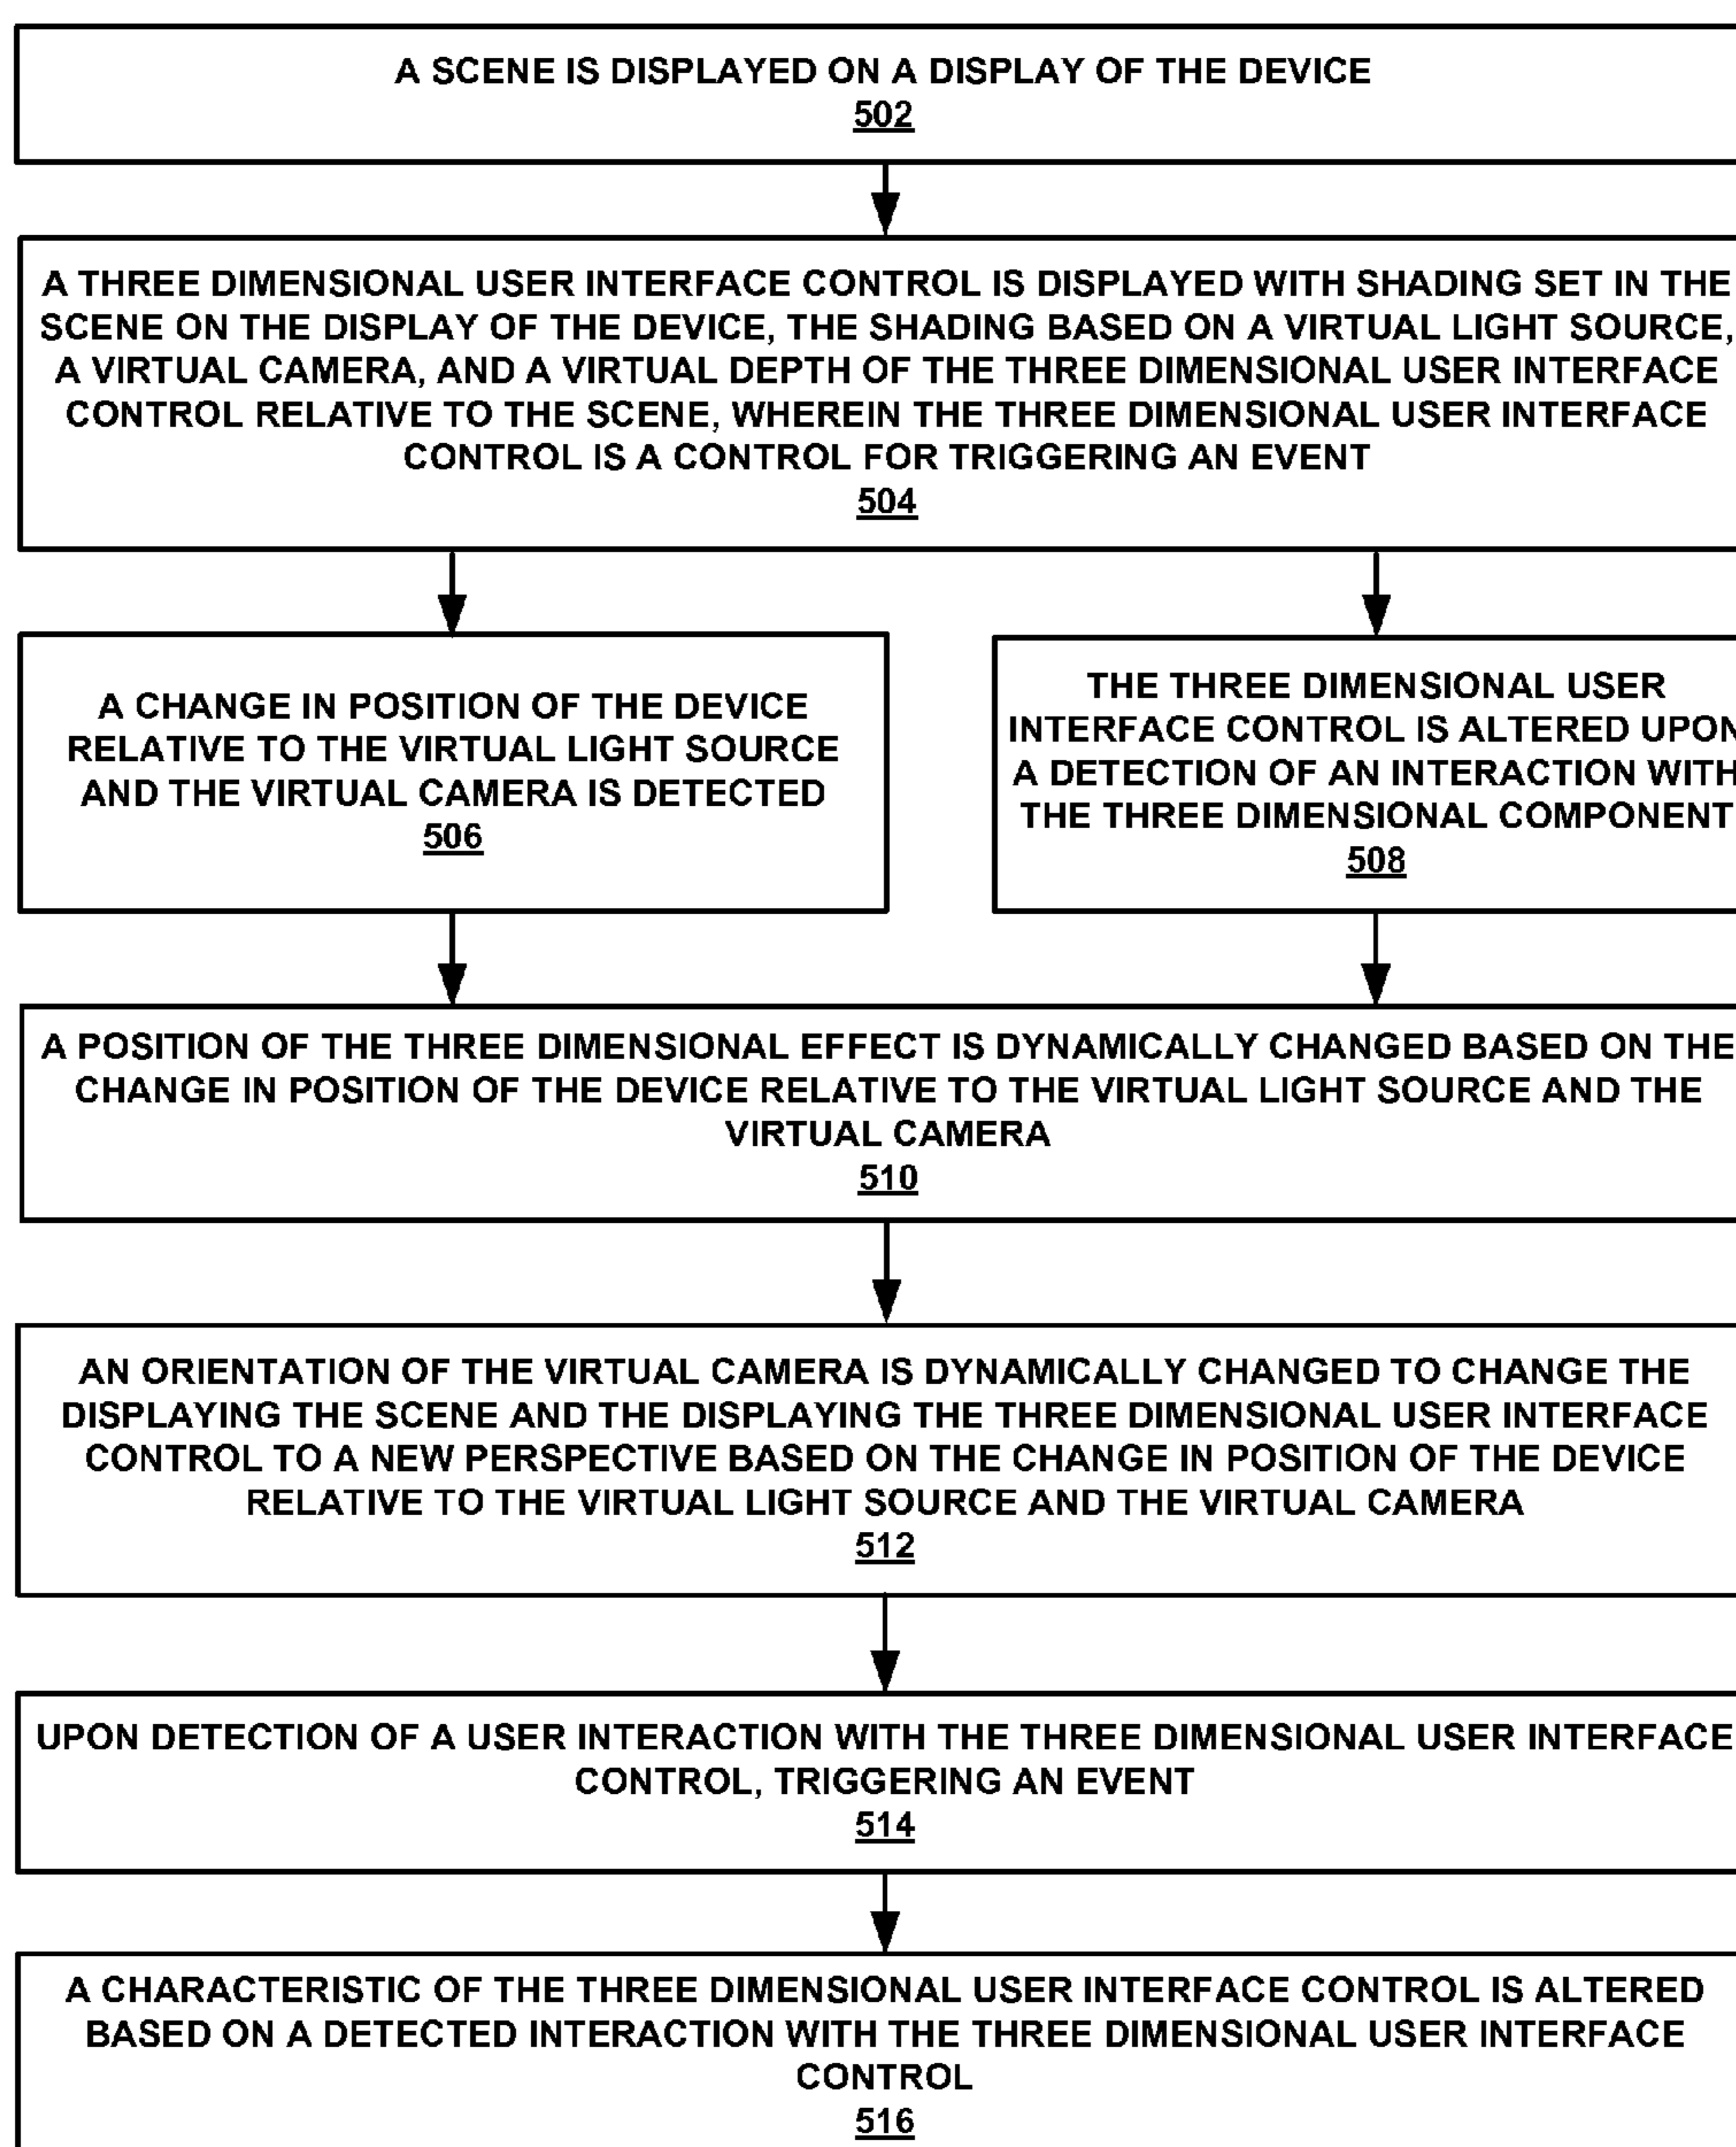 A SCENE IS DISPLAYED ON A DISPLAY OF THE DEVICE
502
A THREE DIMENSIONAL USER INTERFACE CONTROL IS DISPLAYED WITH SHADING SET IN THE
SCENE ON THE DISPLAY OF THE DEVICE, THE SHADING BASED ON A VIRTUAL LIGHT SOURCE,
A VIRTUAL CAMERA, AND A VIRTUAL DEPTH OF THE THREE DIMENSIONAL USER INTERFACE
CONTROL RELATIVE TO THE SCENE, WHEREIN THE THREE DIMENSIONAL USER INTERFACE
CONTROL IS A CONTROL FOR TRIGGERING AN EVENT
504
A CHANGE IN POSITION OF THE DEVICE
RELATIVE TO THE VIRTUAL LIGHT SOURCE
AND THE VIRTUAL CAMERA IS DETECTED
506
THE THREE DIMENSIONAL USER
INTERFACE CONTROL IS ALTERED UPON
A DETECTION OF AN INTERACTION WITH
THE THREE DIMENSIONAL COMPONENT
508
A POSITION OF THE THREE DIMENSIONAL EFFECT IS DYNAMICALLY CHANGED BASED ON THE
CHANGE IN POSITION OF THE DEVICE RELATIVE TO THE VIRTUAL LIGHT SOURCE AND THE
VIRTUAL CAMERA
510
AN ORIENTATION OF THE VIRTUAL CAMERA IS DYNAMICALLY CHANGED TO CHANGE THE
DISPLAYING THE SCENE AND THE DISPLAYING THE THREE DIMENSIONAL USER INTERFACE
CONTROL TO A NEW PERSPECTIVE BASED ON THE CHANGE IN POSITION OF THE DEVICE
RELATIVE TO THE VIRTUAL LIGHT SOURCE AND THE VIRTUAL CAMERA
512
UPON DETECTION OF A USER INTERACTION WITH THE THREE DIMENSIONAL USER INTERFACE
CONTROL, TRIGGERING AN EVENT
514
A CHARACTERISTIC OF THE THREE DIMENSIONAL USER INTERFACE CONTROL IS ALTERED
BASED ON A DETECTED INTERACTION WITH THE THREE DIMENSIONAL USER INTERFACE
CONTROL
516